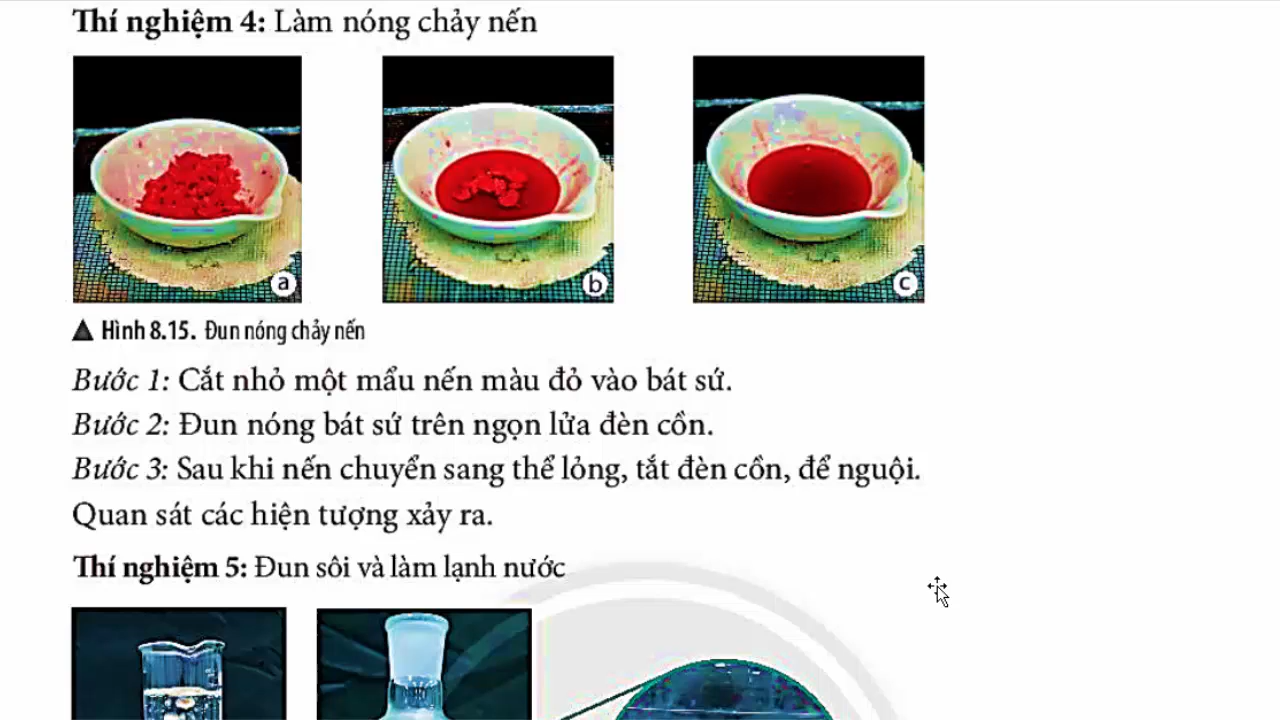 Thí nghiệm 4: Làm nóng chảy nến
a
b
c
▲ Hình 8.15. Đun nóng chảy nến
Bước 1: Cắt nhỏ một mẩu nến màu đỏ vào bát sứ.
Bước 2: Đun nóng bát sứ trên ngọn lửa đèn cồn.
Bước 3: Sau khi nến chuyển sang thể lỏng, tắt đèn cồn, để nguội.
Quan sát các hiện tượng xảy ra.
Thí nghiệm 5: Đun sôi và làm lạnh nước